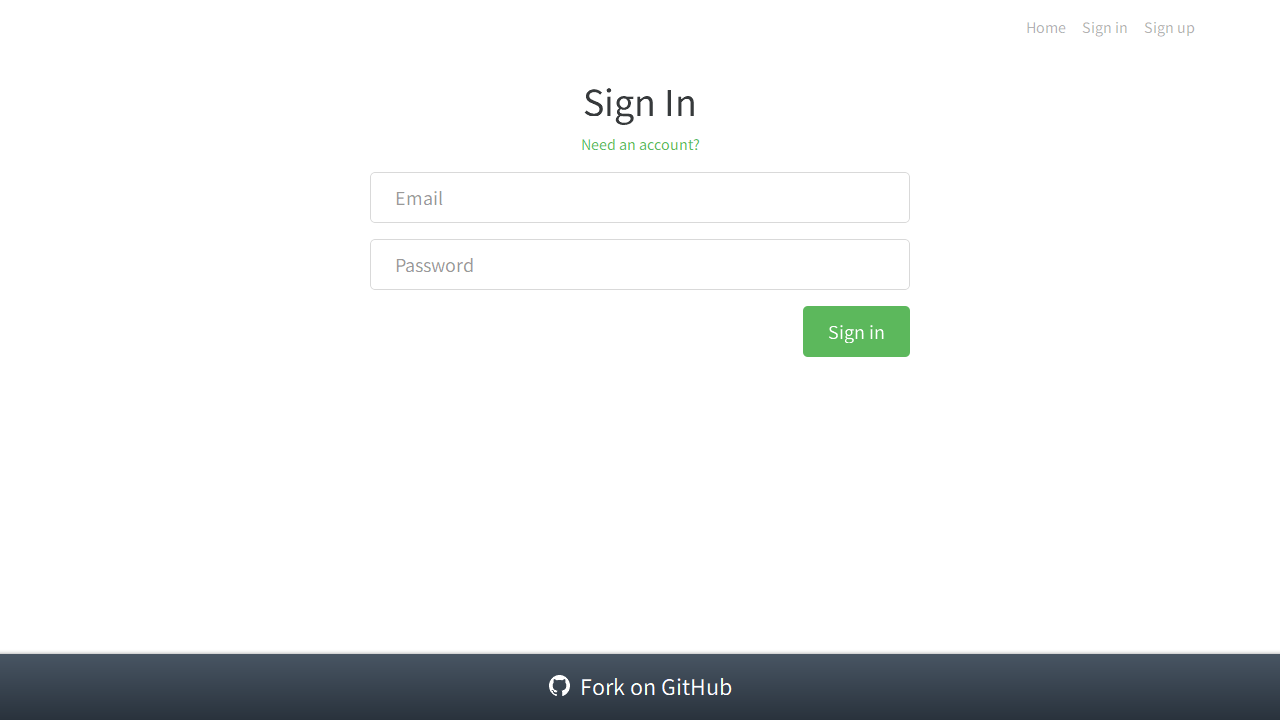 Home Sign in Sign up
Sign In
Need an account?
Email
Password
Sign in
Fork on GitHub